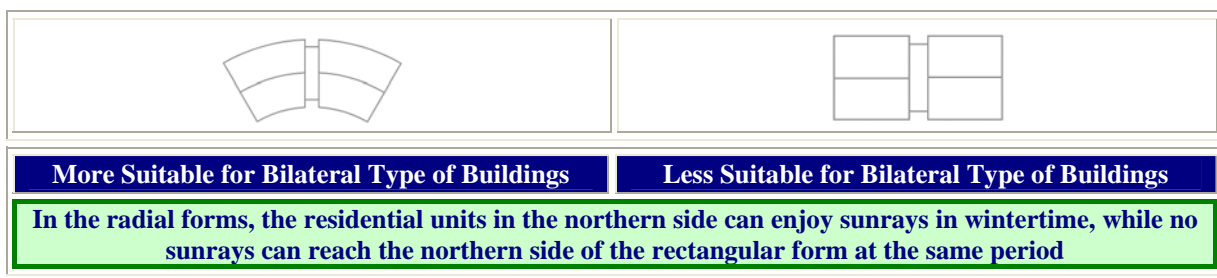 More Suitable for Bilateral Type of Buildings
Less Suitable for Bilateral Type of Buildings
In the radial forms, the residential units in the northern side can enjoy sunrays in wintertime, while no
sunrays can reach the northern side of the rectangular form at the same period